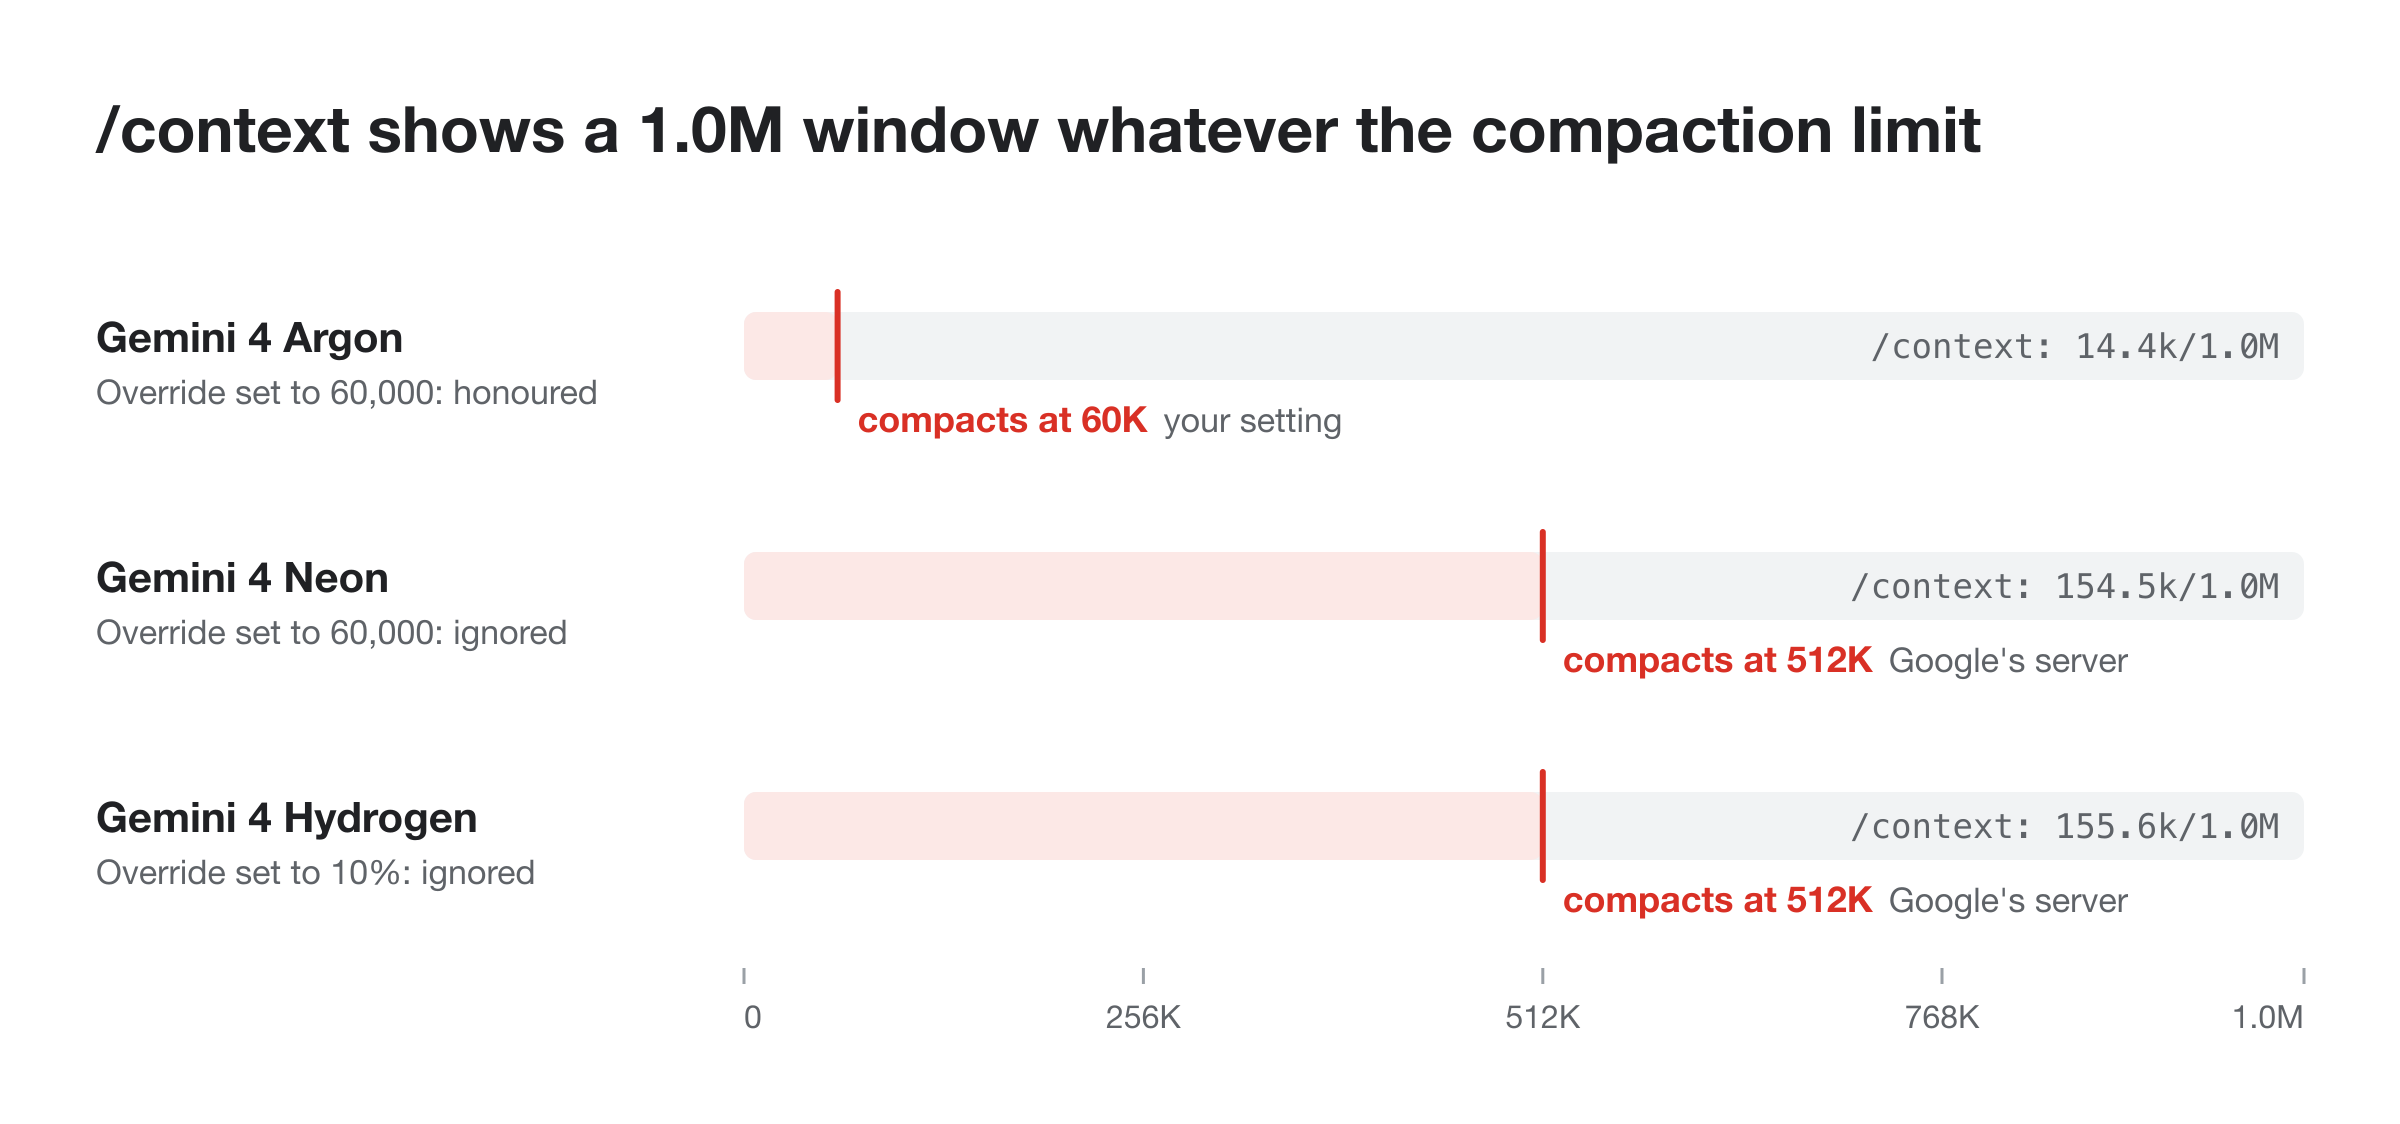 /context shows a 1.0M window whatever the compaction limit
Gemini 4 Argon
Override set to 60,000: honoured
/context: 14.4k/1.0M
compacts at 60K your setting
Gemini 4 Neon
Override set to 60,000: ignored
/context: 154.5k/1.0M
compacts at 512K Google's server
Gemini 4 Hydrogen
Override set to 10%: ignored
/context: 155.6k/1.0M
compacts at 512K Google's server
0 256K 512K 768K 1.0M